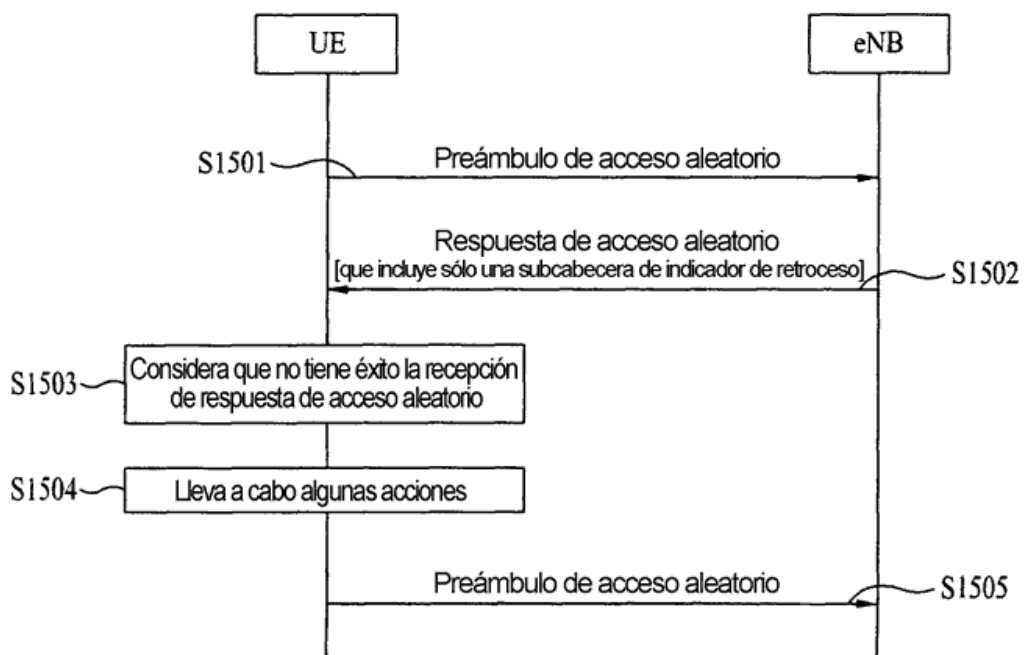 UE
eNB
S1501
Preámbulo de acceso aleatorio
Respuesta de acceso aleatorio
[que incluye sólo una subcabecera de indicador de retroceso]
S1502
S1503
Considera que no tiene éxito la recepción
de respuesta de acceso aleatorio
S1504
Lleva a cabo algunas acciones
Preámbulo de acceso aleatorio
S1505